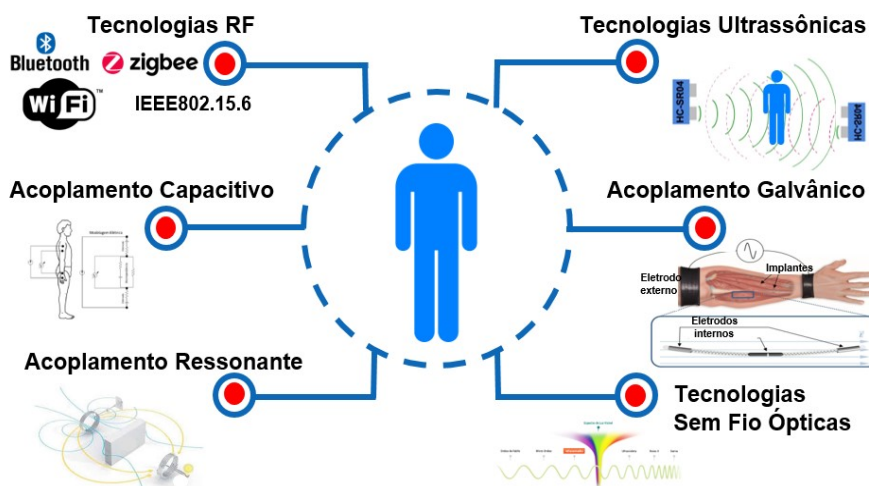 Tecnologias RF
Bluetooth
zigbee
WiFi
TM
IEEE802.15.6
Tecnologias Ultrassônicas
HC-SR04
HC-SR04
Acoplamento Capacitivo
Acoplamento Galvânico
Eletrodo
externo
Implantes
Eletrodos
internos
Acoplamento Ressonante
Tecnologias
Sem Fio Ópticas